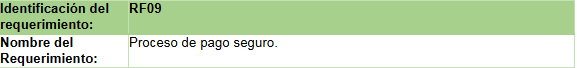 Identificación del requerimiento: RF09
Nombre del Requerimiento: Proceso de pago seguro.